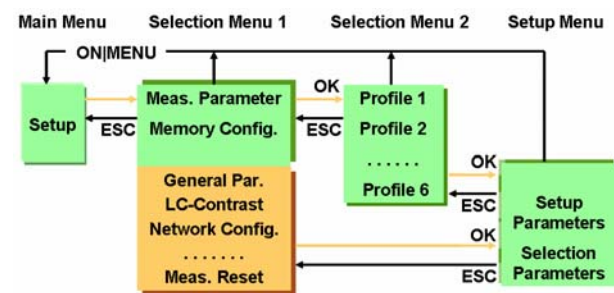 Main Menu
Selection Menu 1
Selection Menu 2
Setup Menu
ON|MENU
Setup
ESC
Meas. Parameter
Memory Config.
General Par.
LC-Contrast
Network Config.
.......
Meas. Reset
OK
ESC
Profile 1
Profile 2
......
Profile 6
OK
ESC
OK
ESC
Setup
Parameters
Selection
Parameters